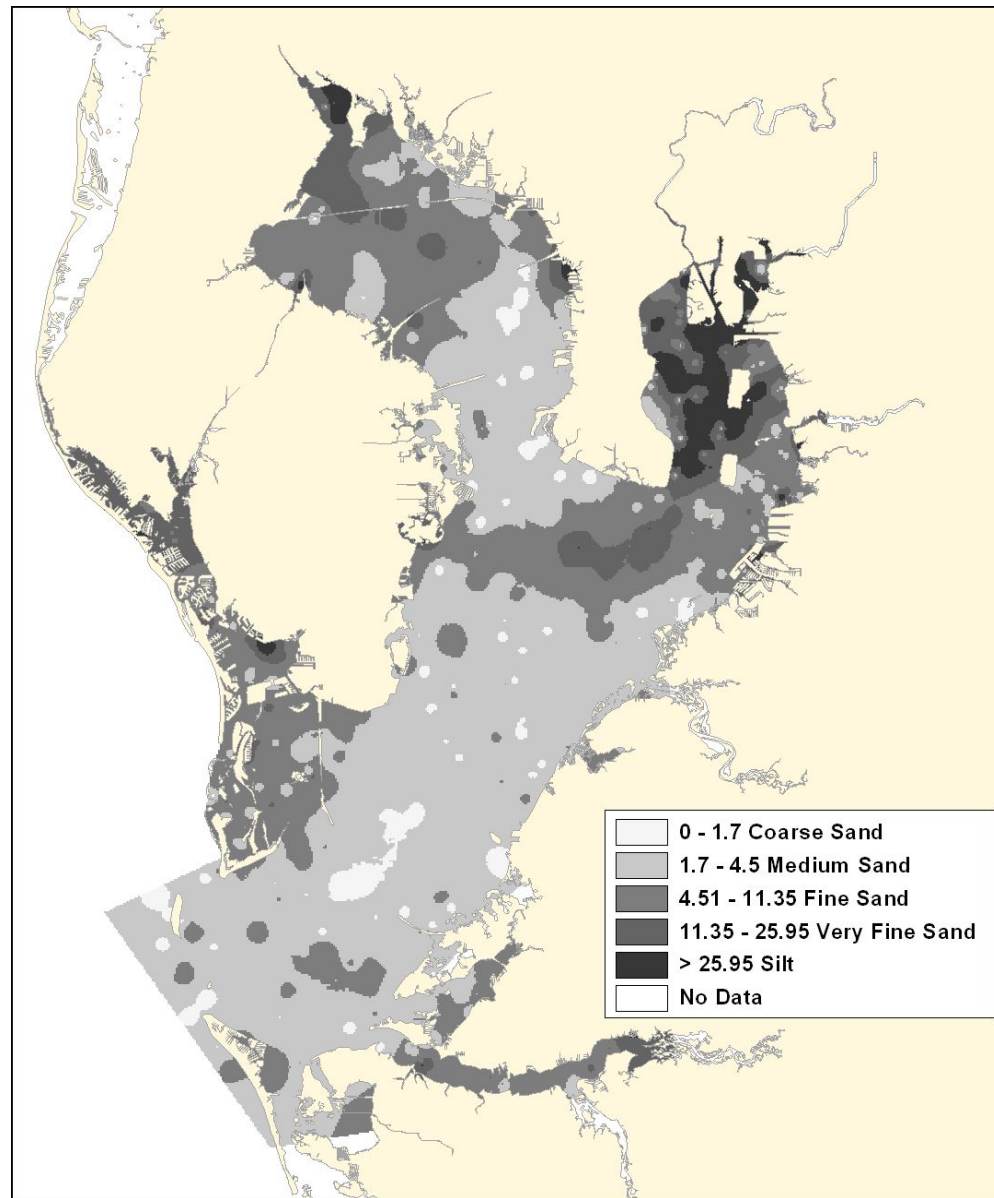 0 - 1.7 Coarse Sand
1.7 - 4.5 Medium Sand
4.51 - 11.35 Fine Sand
11.35 - 25.95 Very Fine Sand
> 25.95 Silt
No Data